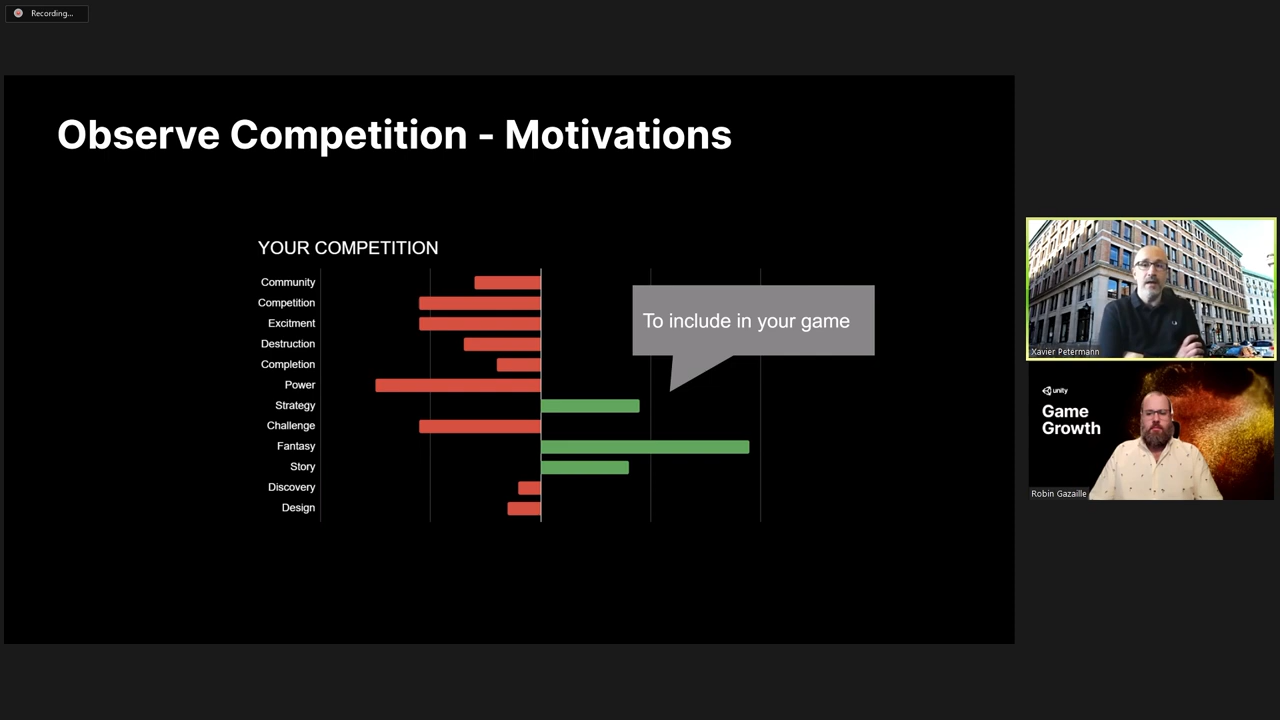 Recording...
Observe Competition - Motivations
YOUR COMPETITION
Community
Competition
Excitment
Destruction
Completion
Power
Strategy
Challenge
Fantasy
Story
Discovery
Design
To include in your game
Xavier Petermann
unity
Game
Growth
Robin Gazaille